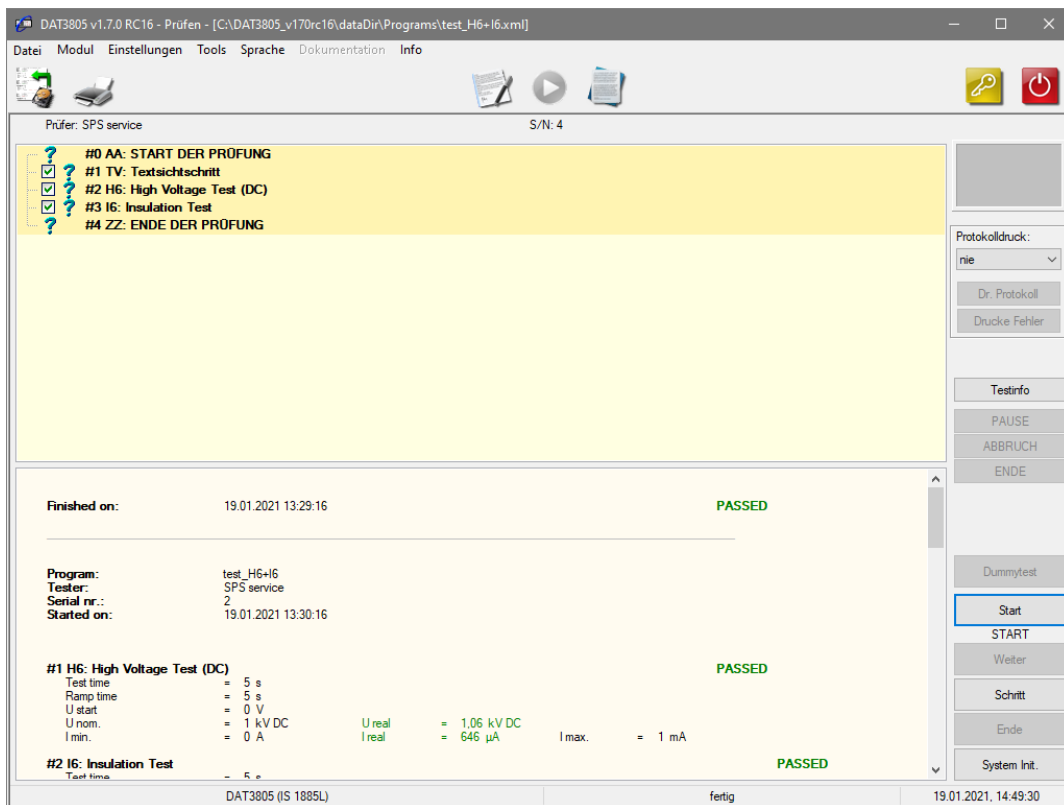 DAT3805 v1.7.0 RC16 - Prüfen - [C:\DAT3805_v170rc16\dataDir\Programs\test_H6+I6.xml]
Datei Modul Einstellungen Tools Sprache Dokumentation Info
Prüfer: SPS service S/N: 4
#0 AA: START DER PRÜFUNG
#1 TV: Textsichtschritt
#2 H6: High Voltage Test (DC)
#3 I6: Insulation Test
#4 ZZ: ENDE DER PRÜFUNG
Protokolldruck:
nie
Dr. Protokoll
Drucke Fehler
Testinfo
PAUSE
ABBRUCH
ENDE
Finished on: 19.01.2021 13:29:16 PASSED
Program: test_H6+I6
Tester: SPS service
Serial nr.: 2
Started on: 19.01.2021 13:30:16
#1 H6: High Voltage Test (DC) PASSED
Test time = 5 s
Ramp time = 5 s
U start = 0 V
U nom. = 1 kV DC U real = 1,06 kV DC
I min. = 0 A I real = 646 µA I max. = 1 mA
#2 I6: Insulation Test PASSED
Test time = 5 s
Dummytest
Start
START
Weiter
Schritt
Ende
System Init.
DAT3805 (IS 1885L) fertig 19.01.2021, 14:49:30